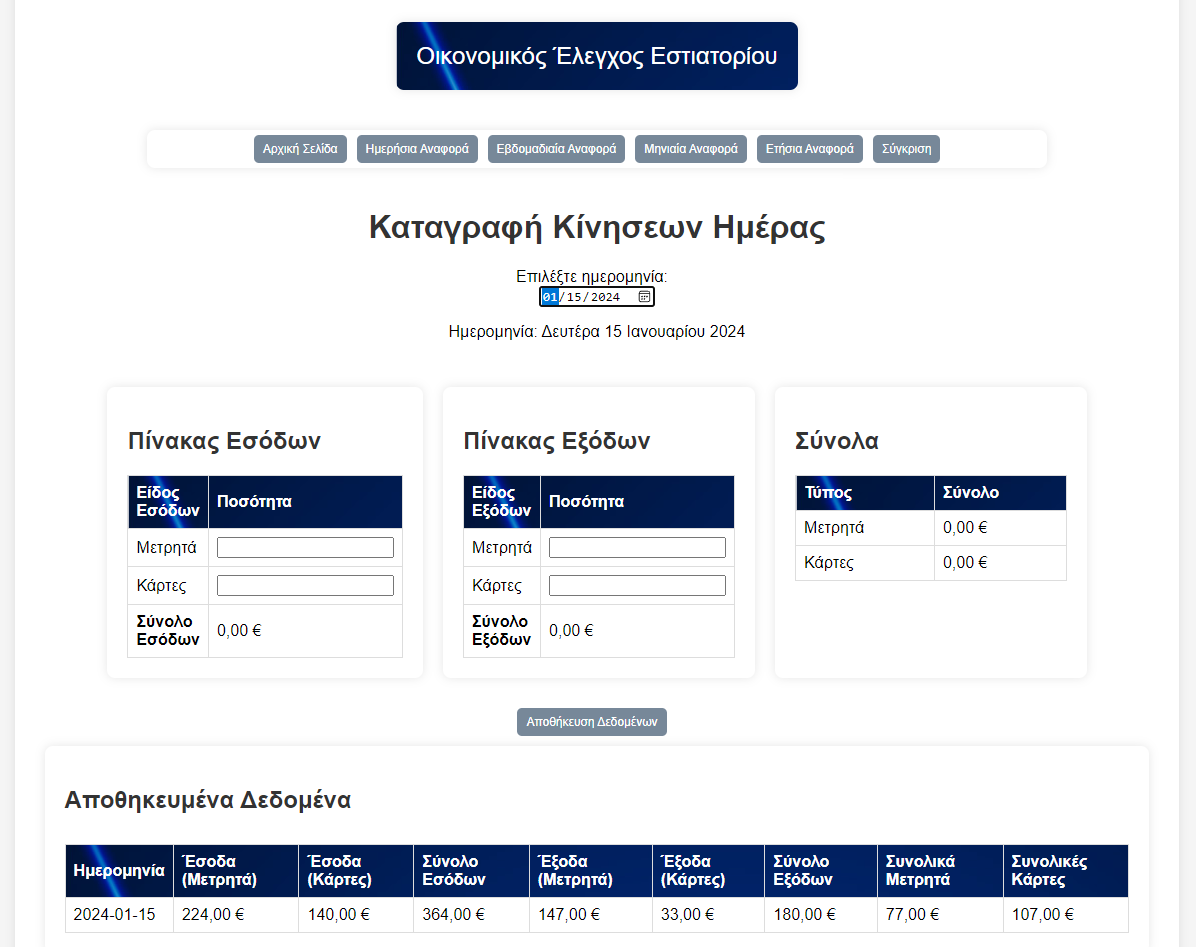 Οικονομικός Έλεγχος Εστιατορίου
Αρχική Σελίδα Ημερήσια Αναφορά Εβδομαδιαία Αναφορά Μηνιαία Αναφορά Ετήσια Αναφορά Σύγκριση
Καταγραφή Κίνησεων Ημέρας
Επιλέξτε ημερομηνία:
01/15/2024
Ημερομηνία: Δευτέρα 15 Ιανουαρίου 2024
Πίνακας Εσόδων
Είδος Εσόδων Ποσότητα
Μετρητά
Κάρτες
Σύνολο Εσόδων 0,00 €
Πίνακας Εξόδων
Είδος Εξόδων Ποσότητα
Μετρητά
Κάρτες
Σύνολο Εξόδων 0,00 €
Σύνολα
Τύπος Σύνολο
Μετρητά 0,00 €
Κάρτες 0,00 €
Αποθήκευση Δεδομένων
Αποθηκευμένα Δεδομένα
Ημερομηνία Έσοδα (Μετρητά) Έσοδα (Κάρτες) Σύνολο Εσόδων Έξοδα (Μετρητά) Έξοδα (Κάρτες) Σύνολο Εξόδων Συνολικά Μετρητά Συνολικές Κάρτες
2024-01-15 224,00 € 140,00 € 364,00 € 147,00 € 33,00 € 180,00 € 77,00 € 107,00 €